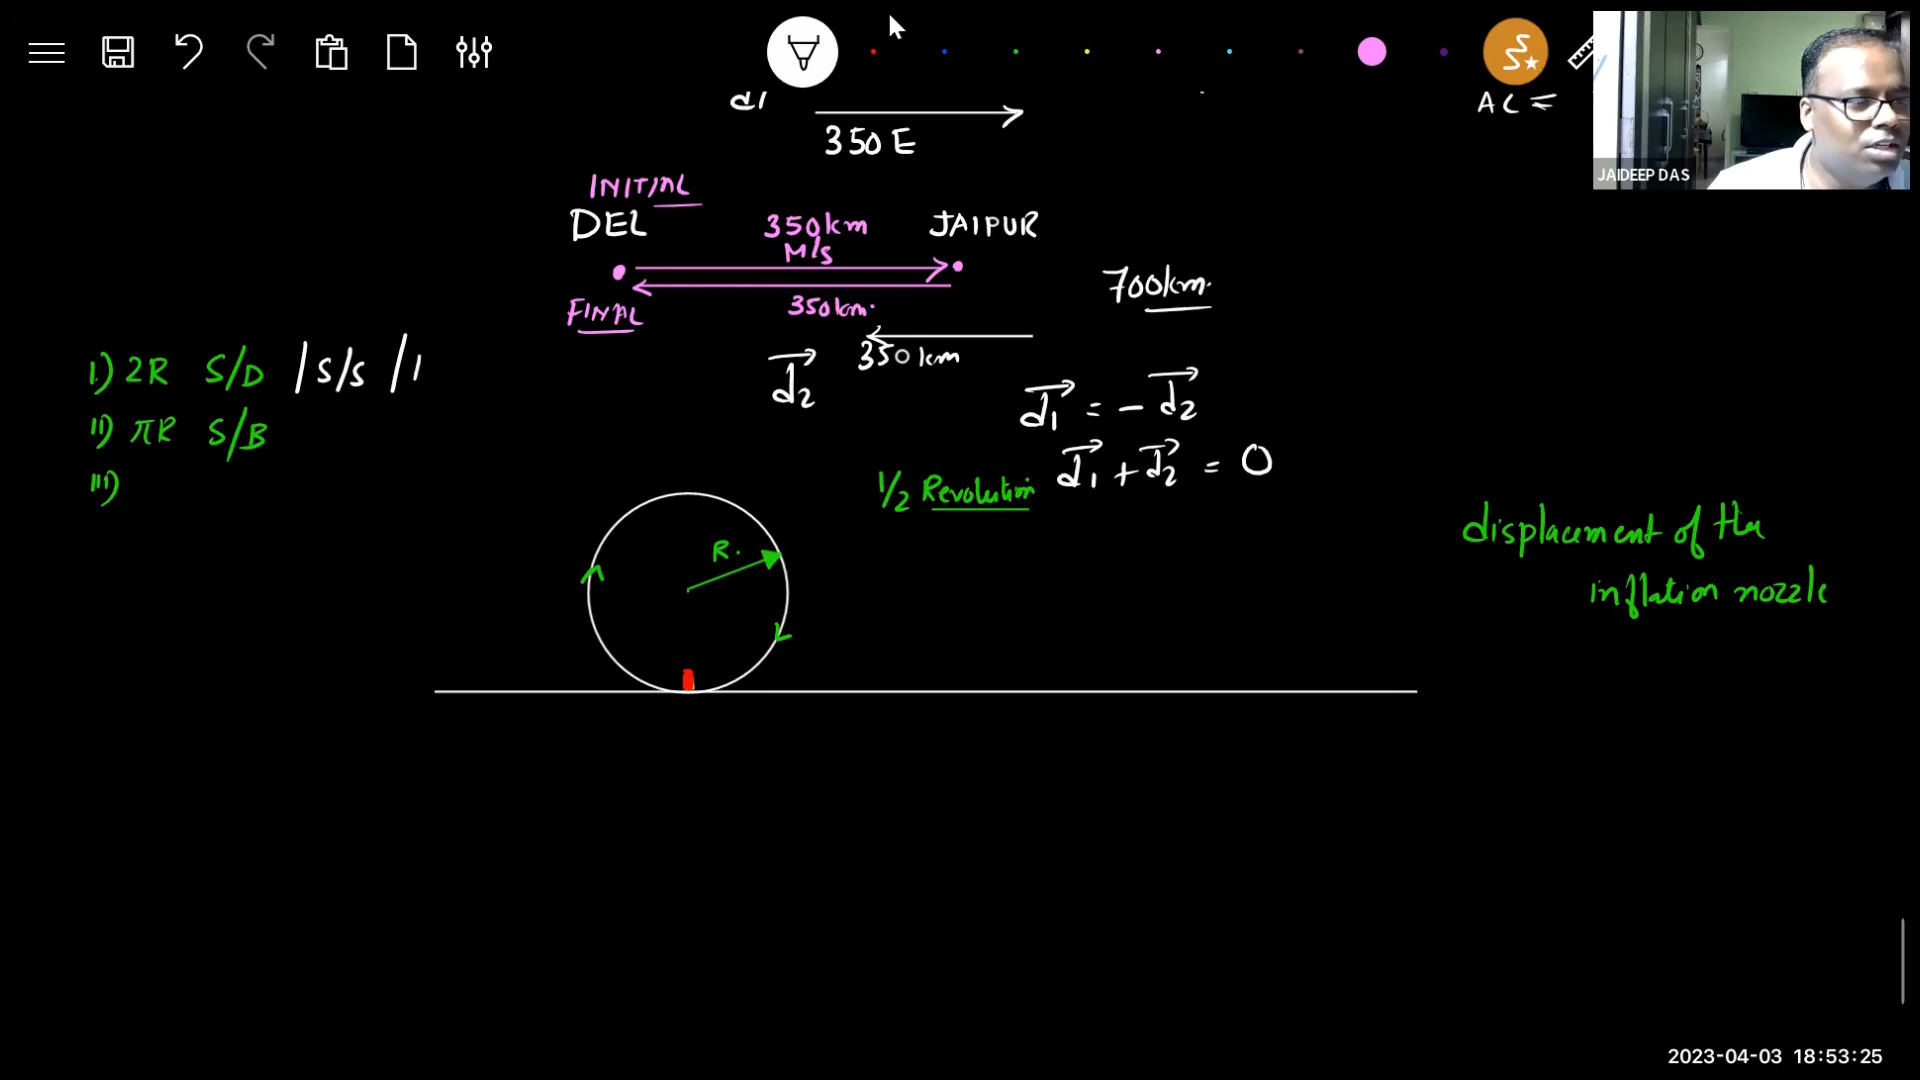 d1
350 E
AC =
JAIDEEP DAS
INITIAL
DEL 350km JAIPUR
M/s
700km.
FINAL 350km.
350 km
d2
I) 2R S/D / S/S / I
II) πR S/B
III)
d1 = - d2
d1 + d2 = 0
1/2 Revolution
R.
displacement of the
inflation nozzle
2023-04-03 18:53:25